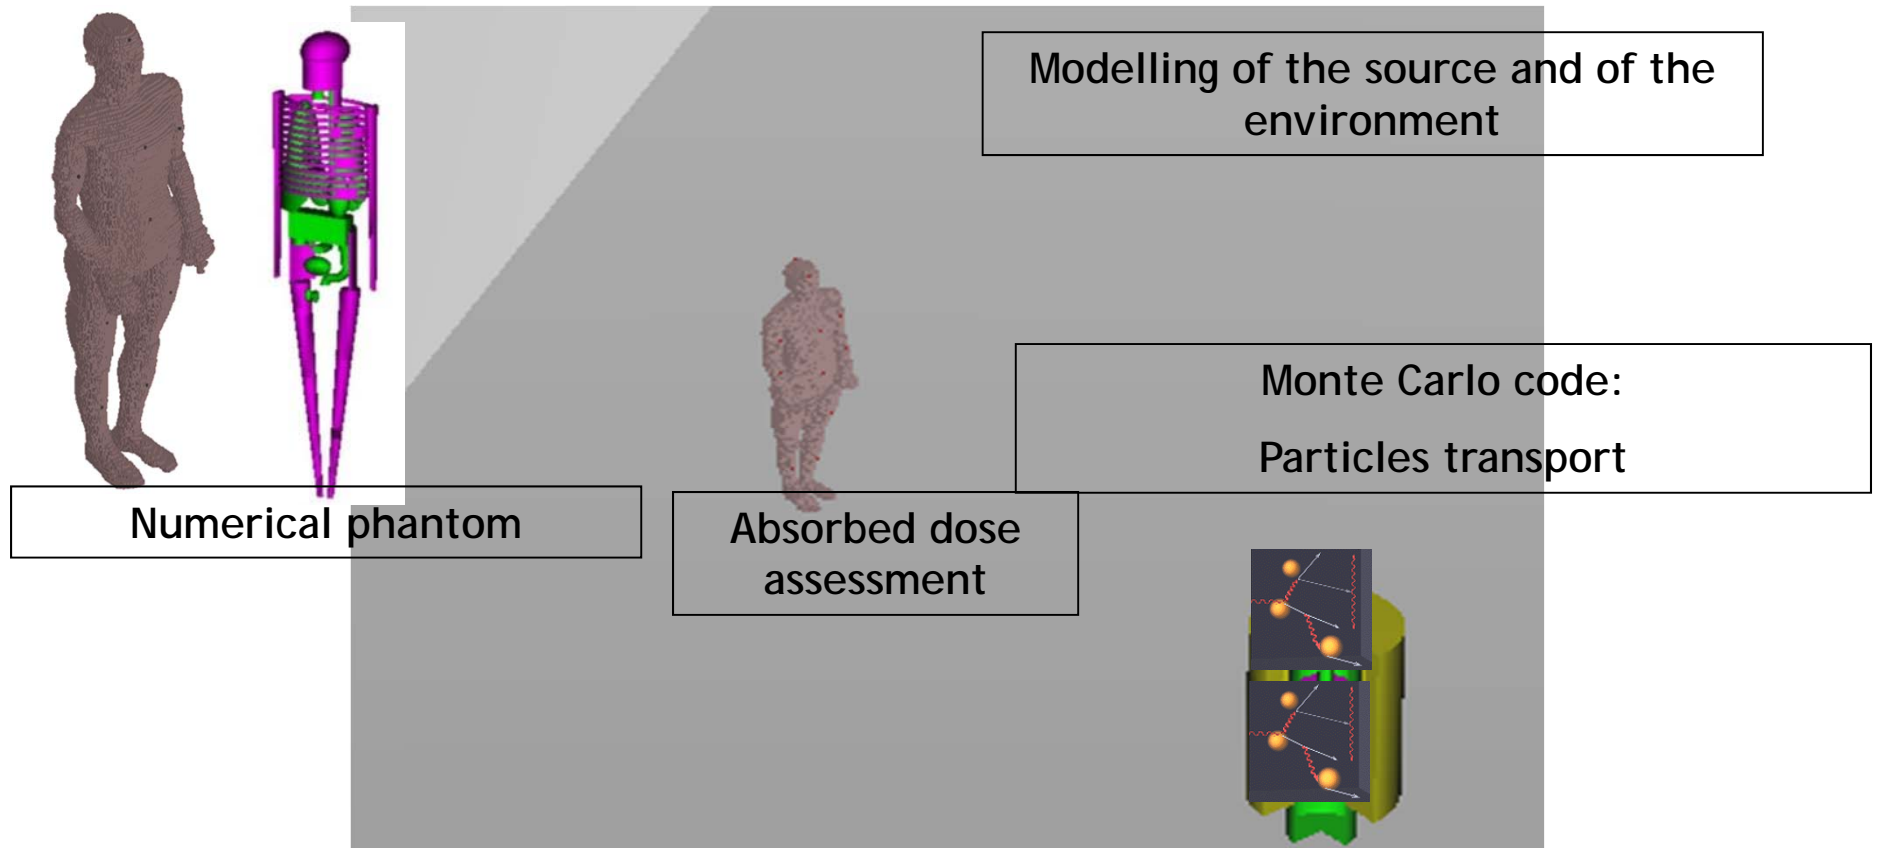 Modelling of the source and of the
environment
Monte Carlo code:
Particles transport
Numerical phantom
Absorbed dose
assessment